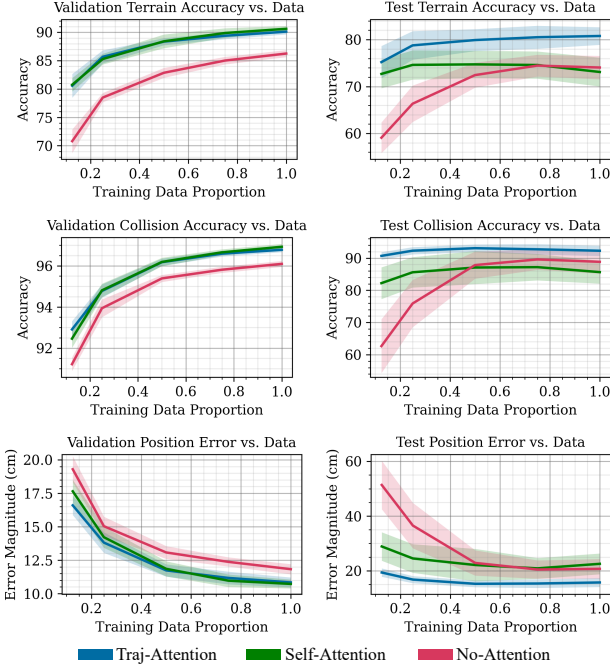 Validation Terrain Accuracy vs. Data
Accuracy
90
85
80
75
70
0.2 0.4 0.6 0.8 1.0
Training Data Proportion
Test Terrain Accuracy vs. Data
Accuracy
80
70
60
0.2 0.4 0.6 0.8 1.0
Training Data Proportion
Validation Collision Accuracy vs. Data
Accuracy
96
94
92
0.2 0.4 0.6 0.8 1.0
Training Data Proportion
Test Collision Accuracy vs. Data
Accuracy
90
80
70
60
0.2 0.4 0.6 0.8 1.0
Training Data Proportion
Validation Position Error vs. Data
Error Magnitude (cm)
20.0
17.5
15.0
12.5
10.0
0.2 0.4 0.6 0.8 1.0
Training Data Proportion
Test Position Error vs. Data
Error Magnitude (cm)
60
40
20
0.2 0.4 0.6 0.8 1.0
Training Data Proportion
Traj-Attention Self-Attention No-Attention